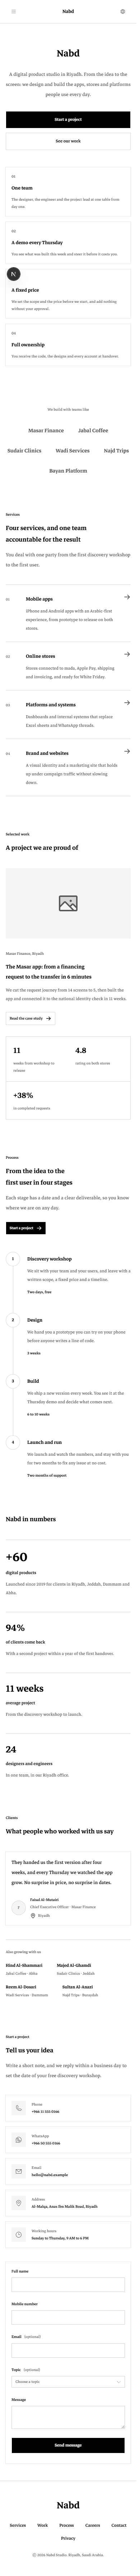 Nabd
Nabd
A digital product studio in Riyadh. From the idea to the
screen: we design and build the apps, stores and platforms
people use every day.
Start a project
See our work
01
One team
The designer, the engineer and the project lead at one table from
day one.
02
A demo every Thursday
You see what was built this week and steer it before it costs you.
N
A fixed price
We set the scope and the price before we start, and add nothing
without your approval.
04
Full ownership
You receive the code, the designs and every account at handover.
We build with teams like
Masar Finance
Jabal Coffee
Sudair Clinics
Wadi Services
Najd Trips
Bayan Platform
Services
Four services, and one team
accountable for the result
You deal with one party from the first discovery workshop
to the first user.
01
Mobile apps
iPhone and Android apps with an Arabic-first
experience, from prototype to release on both
stores.
02
Online stores
Stores connected to mada, Apple Pay, shipping
and invoicing, and ready for White Friday.
03
Platforms and systems
Dashboards and internal systems that replace
Excel sheets and WhatsApp threads.
04
Brand and websites
A visual identity and a marketing site that holds
up under campaign traffic without slowing
down.
Selected work
A project we are proud of
Masar Finance, Riyadh
The Masar app: from a financing
request to the transfer in 6 minutes
We cut the request journey from 14 screens to 5, then built the
app and connected it to the national identity check in 11 weeks.
Read the case study
11
weeks from workshop to
release
4.8
rating on both stores
+38%
in completed requests
Process
From the idea to the
first user in four stages
Each stage has a date and a clear deliverable, so you know
where we are on any day.
Start a project
1
Discovery workshop
We sit with your team and your users, and leave with a
written scope, a fixed price and a timeline.
Two days, free
2
Design
We hand you a prototype you can try on your phone
before anyone writes a line of code.
3 weeks
3
Build
We ship a new version every week. You see it at the
Thursday demo and decide what comes next.
6 to 10 weeks
4
Launch and run
We launch and watch the numbers, and stay with you
for two months to fix any issue at no cost.
Two months of support
Nabd in numbers
+60
digital products
Launched since 2019 for clients in Riyadh, Jeddah, Dammam and
Abha.
94%
of clients come back
With a second project within a year of the first handover.
11 weeks
average project
From the discovery workshop to launch.
24
designers and engineers
In one team, in our Riyadh office.
Clients
What people who worked with us say
They handed us the first version after four
weeks, and every Thursday we watched the app
grow. No surprise in price, no surprise in dates.
F
Faisal Al-Mutairi
Chief Executive Officer · Masar Finance
Riyadh
Also growing with us
Hind Al-Shammari
Jabal Coffee · Abha
Majed Al-Ghamdi
Sudair Clinics · Jeddah
Reem Al-Dosari
Wadi Services · Dammam
Sultan Al-Anazi
Najd Trips · Buraydah
Start a project
Tell us your idea
Write a short note, and we reply within a business day to
set the date of your free discovery workshop.
Phone
+966 11 555 0166
WhatsApp
+966 50 555 0166
Email
hello@nabd.example
Address
Al-Malqa, Anas Ibn Malik Road, Riyadh
Working hours
Sunday to Thursday, 9 AM to 6 PM
Full name
Mobile number
Email (optional)
Topic (optional)
Choose a topic
Message
Send message
Nabd
Services
Work
Process
Careers
Contact
Privacy
© 2026 Nabd Studio. Riyadh, Saudi Arabia.